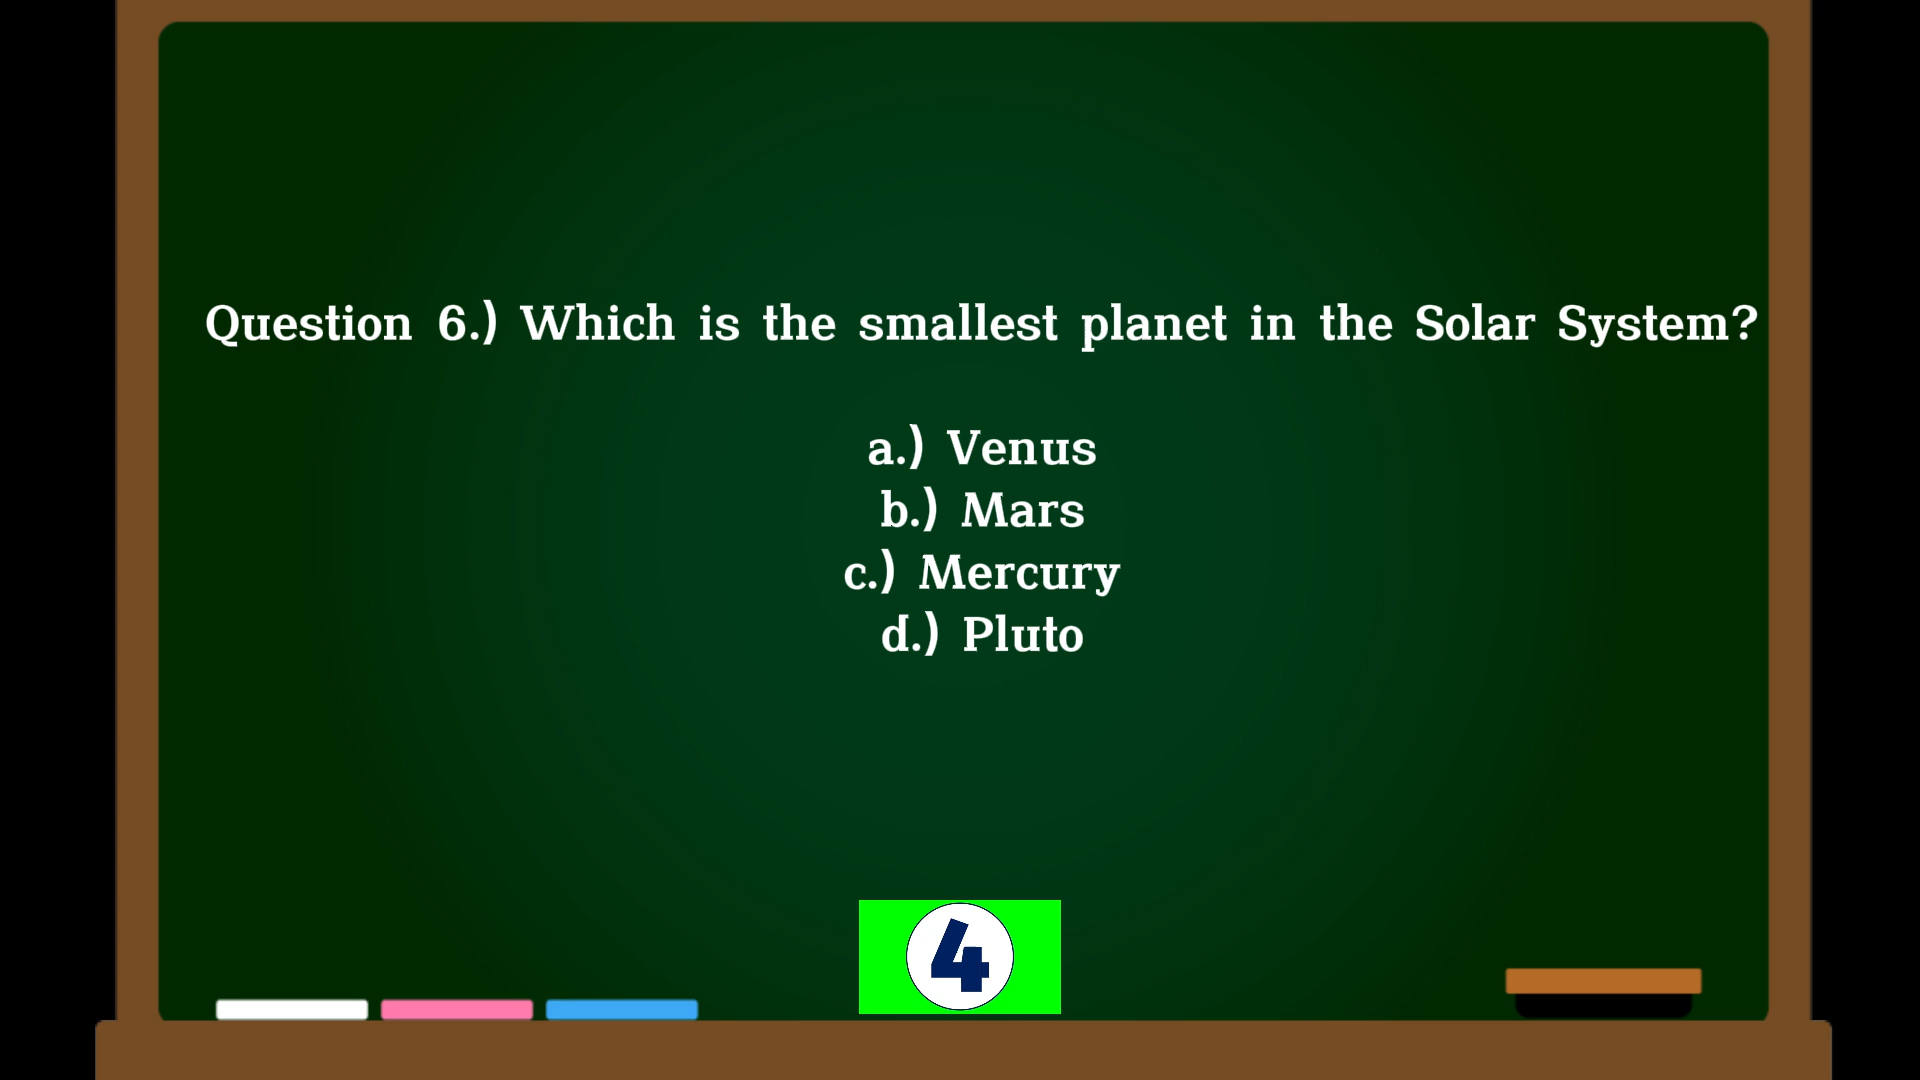 Question 6.) Which is the smallest planet in the Solar System?
a.) Venus
b.) Mars
c.) Mercury
d.) Pluto
4